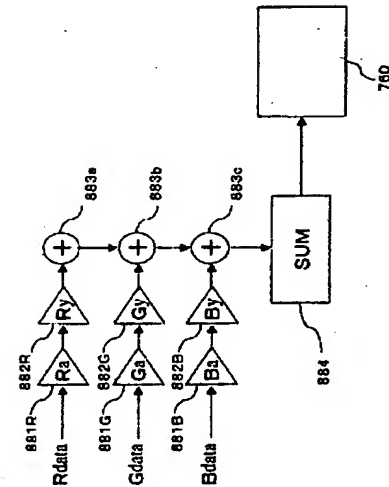 883a
882R
881R
Rdata
Ra
Ry
+
883b
882G
881G
Gdata
Ga
Gy
+
883c
882B
881B
Bdata
Ba
By
+
SUM
884
760